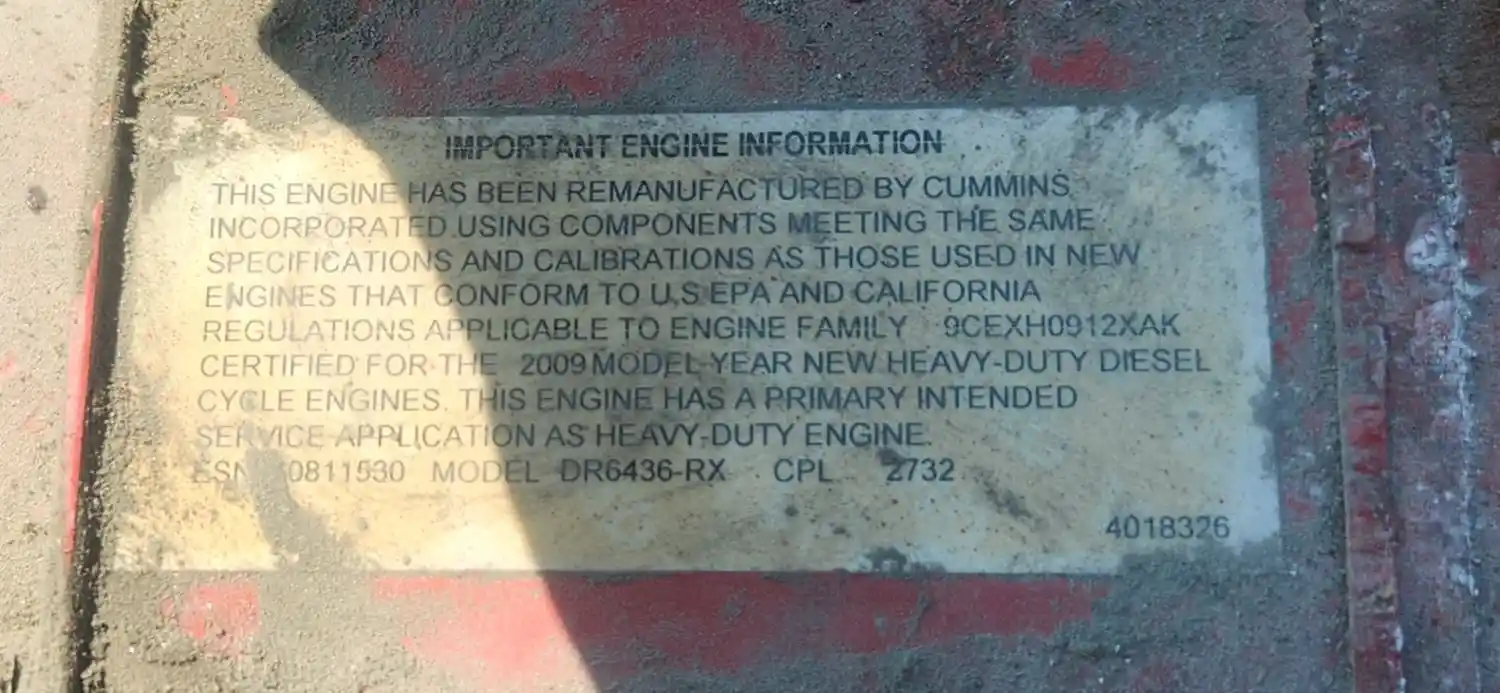 IMPORTANT ENGINE INFORMATION
THIS ENGINE HAS BEEN REMANUFACTURED BY CUMMINS
INCORPORATED USING COMPONENTS MEETING THE SAME
SPECIFICATIONS AND CALIBRATIONS AS THOSE USED IN NEW
ENGINES THAT CONFORM TO U.S EPA AND CALIFORNIA
REGULATIONS APPLICABLE TO ENGINE FAMILY 9CEXH0912XAK
CERTIFIED FOR THE 2009 MODEL YEAR NEW HEAVY-DUTY DIESEL
CYCLE ENGINES. THIS ENGINE HAS A PRIMARY INTENDED
SERVICE APPLICATION AS HEAVY-DUTY ENGINE.
ESN MODEL DR6436-RX CPL 2732
4018326